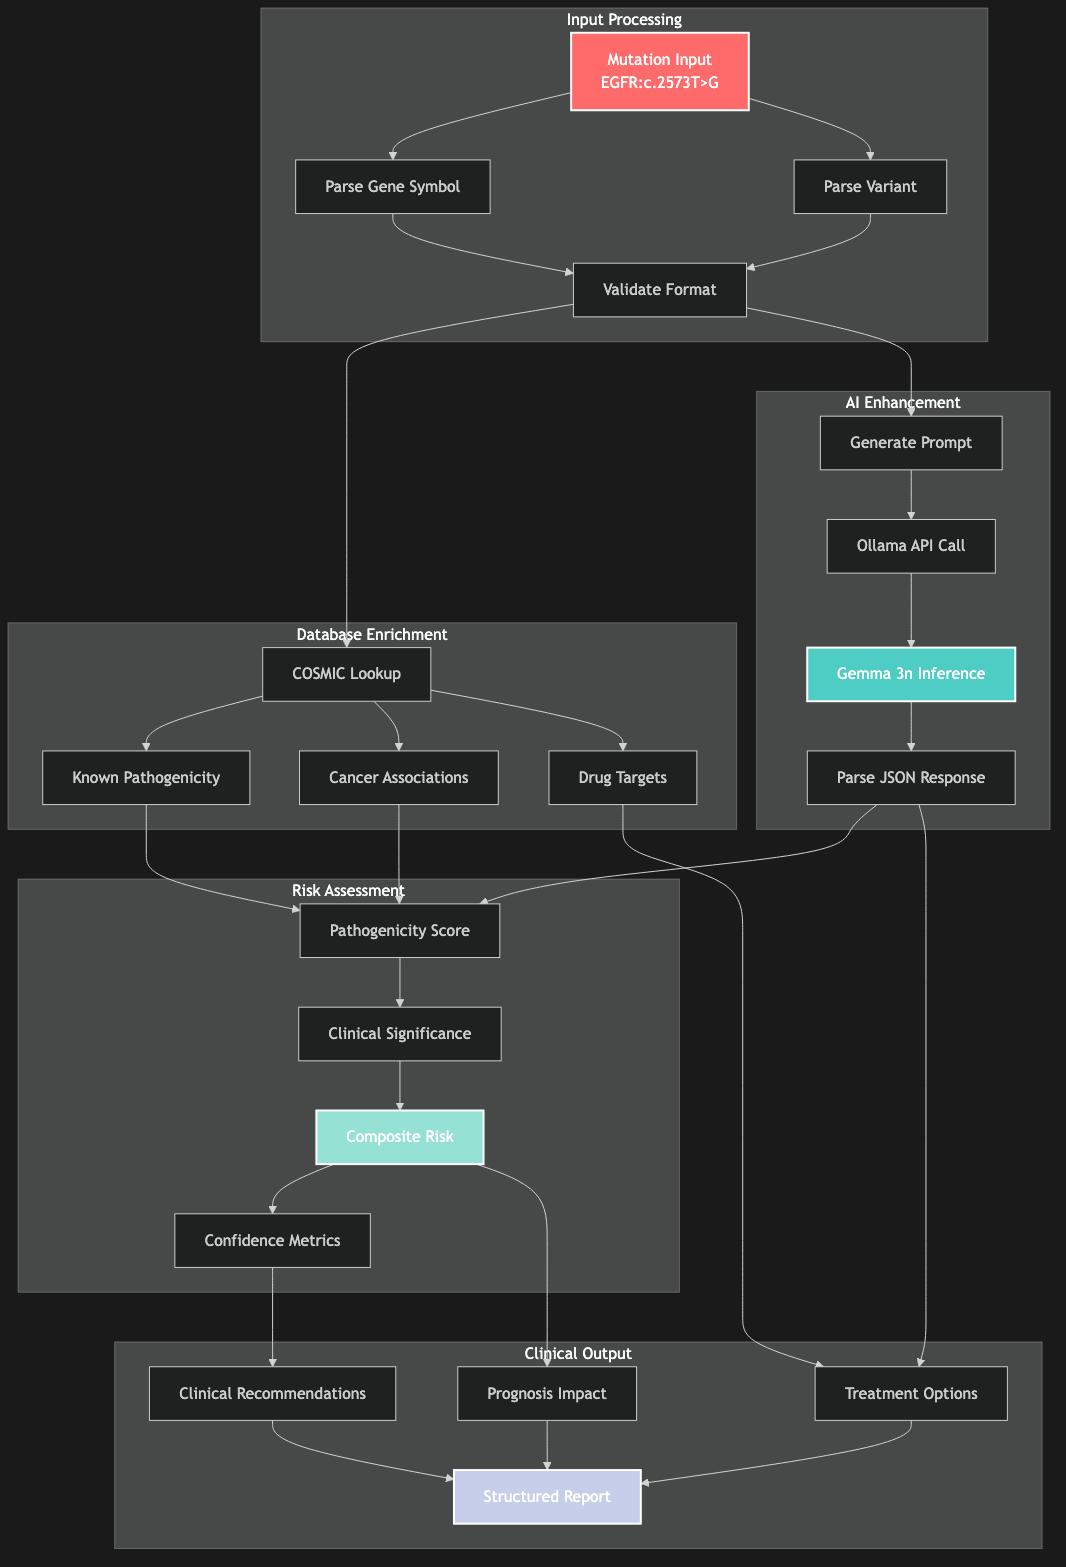 Input Processing
Mutation Input
EGFR:c.2573T>G
Parse Gene Symbol
Parse Variant
Validate Format
AI Enhancement
Generate Prompt
Ollama API Call
Database Enrichment
COSMIC Lookup
Gemma 3n Inference
Known Pathogenicity
Cancer Associations
Drug Targets
Parse JSON Response
Risk Assessment
Pathogenicity Score
Clinical Significance
Composite Risk
Confidence Metrics
Clinical Output
Clinical Recommendations
Prognosis Impact
Treatment Options
Structured Report